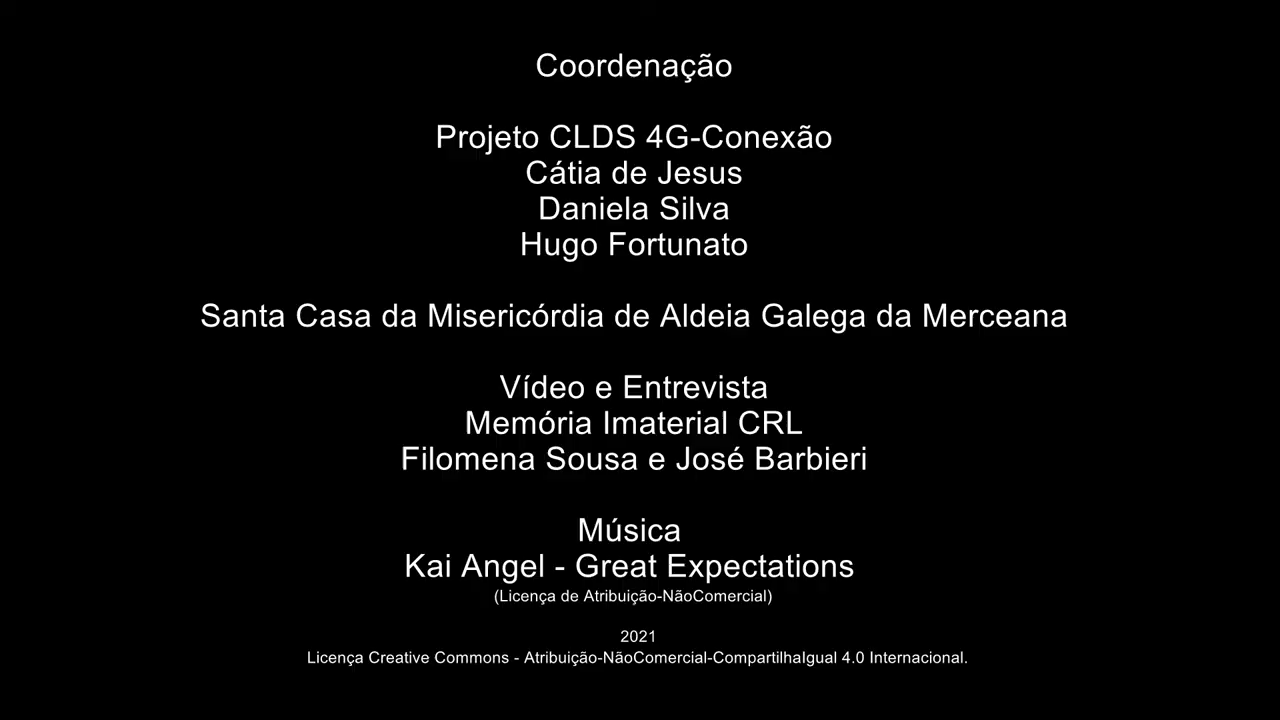 Coordenação
Projeto CLDS 4G-Conexão
Cátia de Jesus
Daniela Silva
Hugo Fortunato
Santa Casa da Misericórdia de Aldeia Galega da Merceana
Vídeo e Entrevista
Memória Imaterial CRL
Filomena Sousa e José Barbieri
Música
Kai Angel - Great Expectations
(Licença de Atribuição-NãoComercial)
2021
Licença Creative Commons - Atribuição-NãoComercial-CompartilhaIgual 4.0 Internacional.